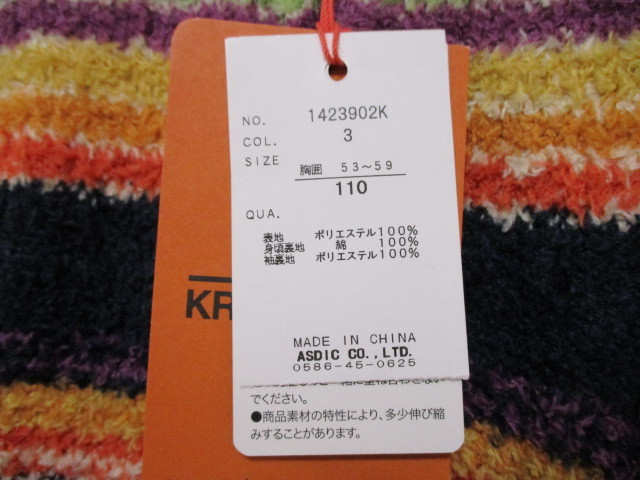 NO. 1423902K
COL. 3
SIZE
胸囲 53~59
110
QUA.
表地 ポリエステル100%
身頃裏地 綿 100%
袖裏地 ポリエステル100%
MADE IN CHINA
ASDIC CO.,LTD.
0586-45-0625
KR
でください。
●商品素材の特性により、多少伸び縮
みすることがあります。